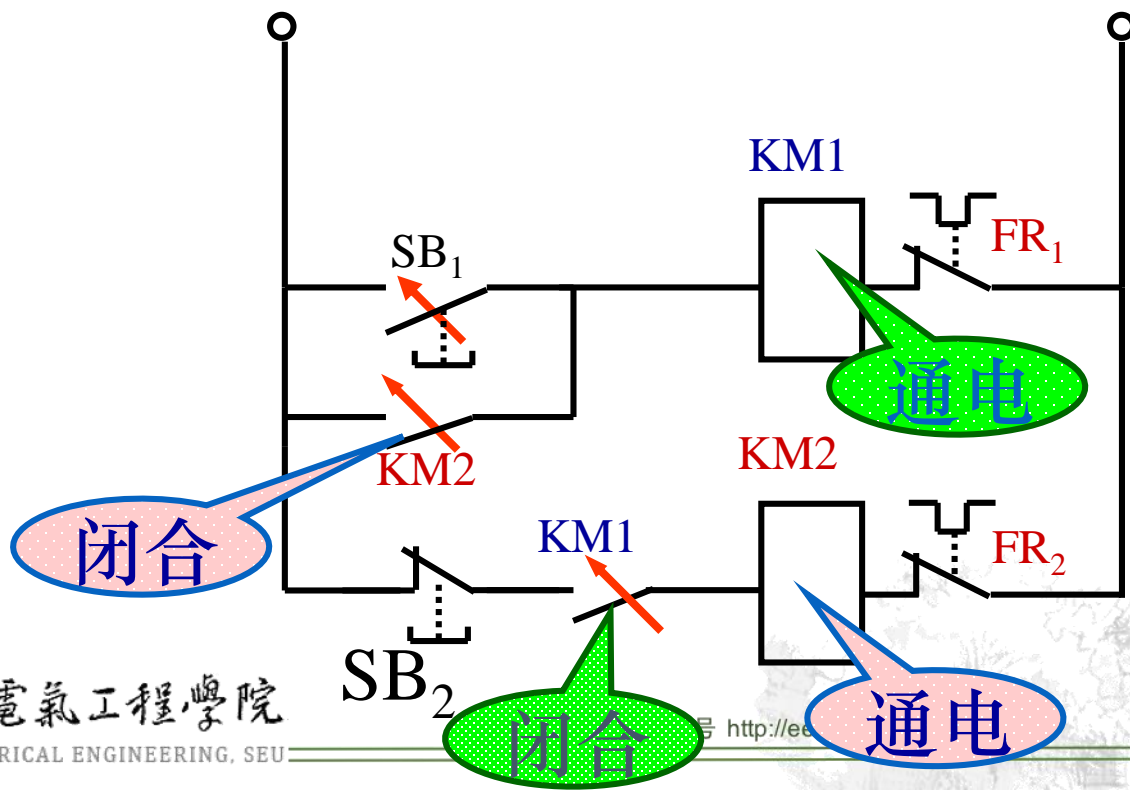 KM1
SB₁
FR₁
通电
KM2
KM2
闭合
KM1
FR₂
SB₂
電氣工程學院
通电
号 http://ee
RICAL ENGINEERING, SEU
闭合